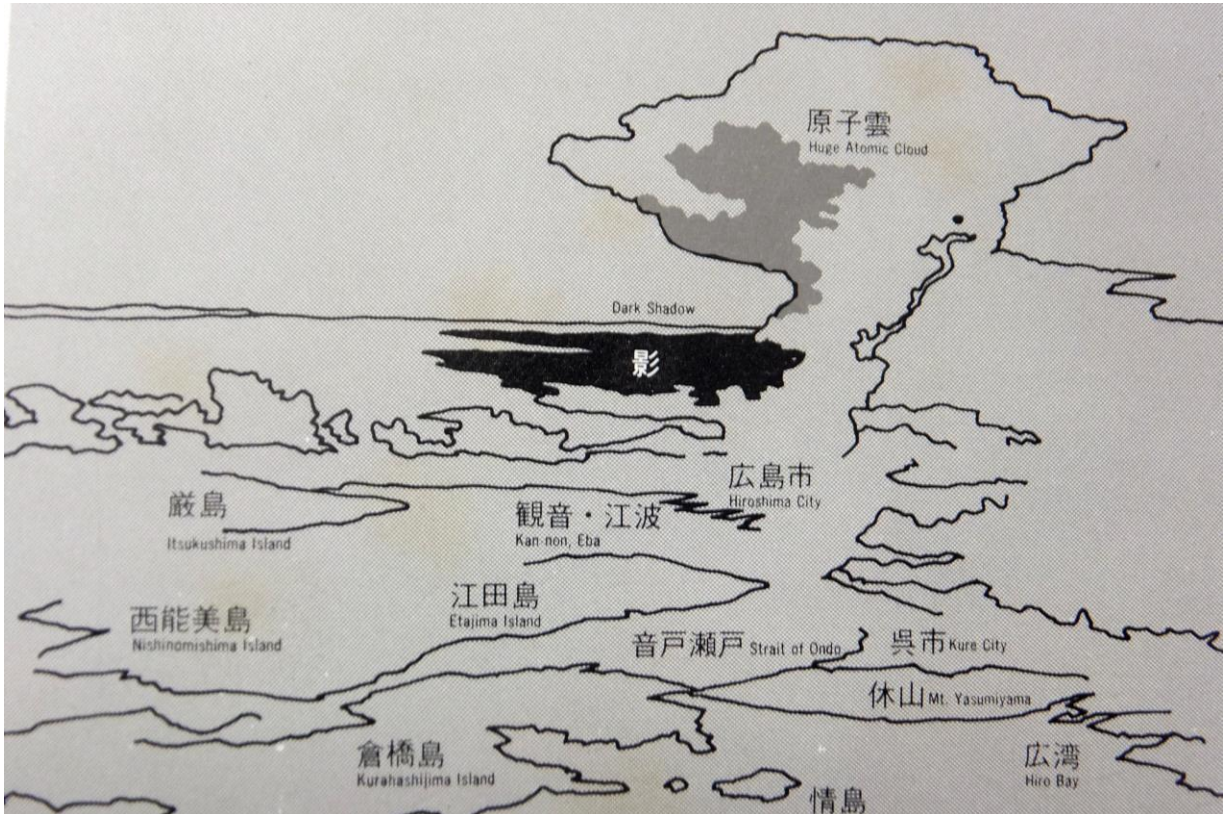 原子雲
Huge Atomic Cloud
Dark Shadow
影
広島市
Hiroshima City
厳島
Itsukushima Island
観音・江波
Kan-non, Eba
江田島
Etajima Island
西能美島
Nishinomishima Island
音戸瀬戸 Strait of Ondo
呉市 Kure City
休山 Mt. Yasumiyama
倉橋島
Kurahashijima Island
広湾
Hiro Bay
情島